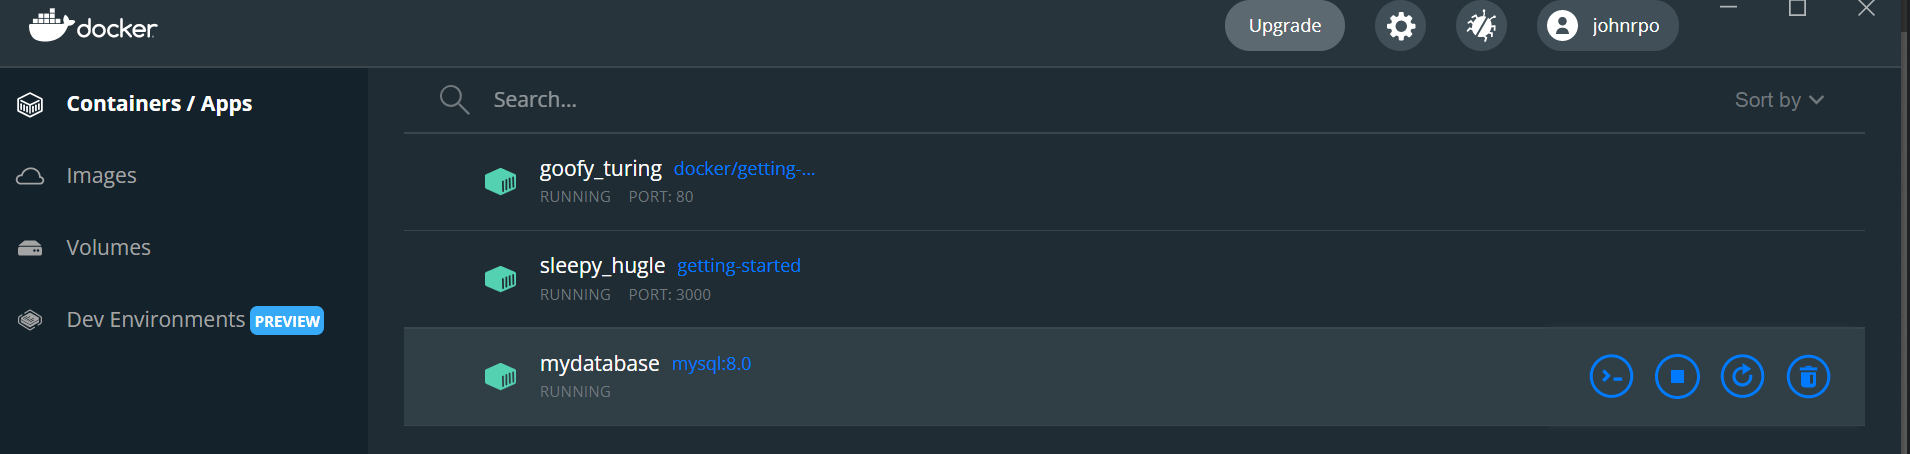 docker
Upgrade
johnrpo
Containers / Apps
Images
Volumes
Dev Environments PREVIEW
Search...
Sort by
goofy_turing docker/getting-...
RUNNING PORT: 80
sleepy_hugle getting-started
RUNNING PORT: 3000
mydatabase mysql:8.0
RUNNING